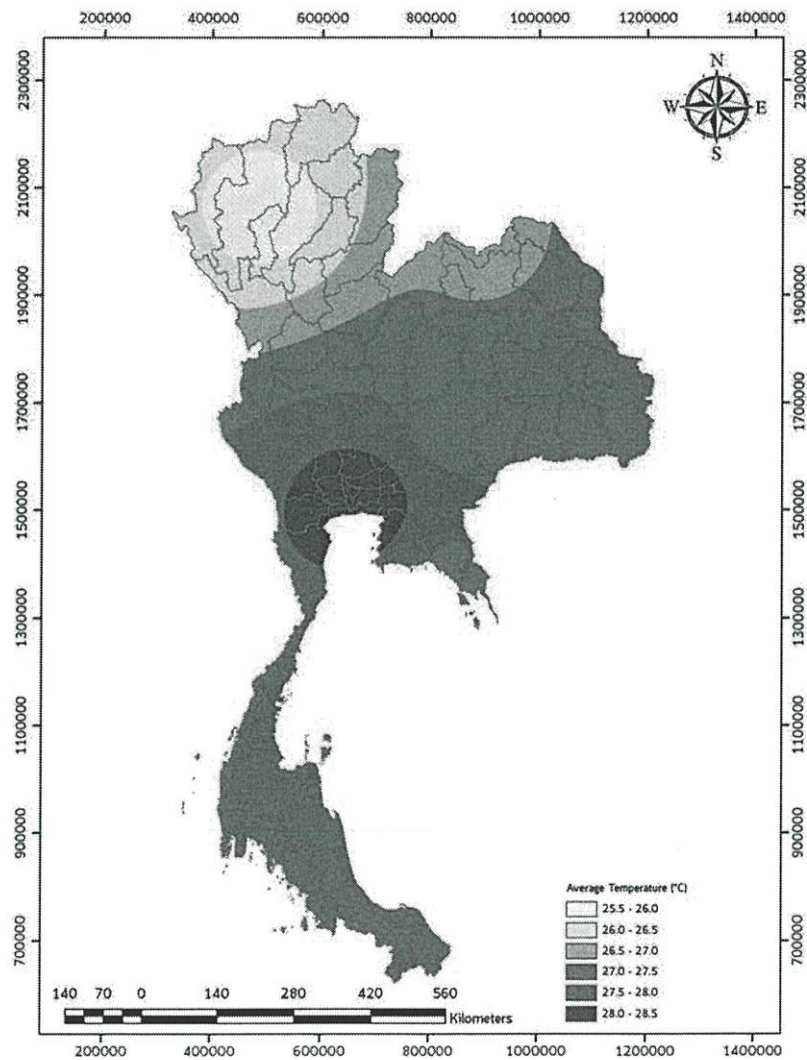 200000 400000 600000 800000 1000000 1200000 1400000
2300000 2300000
N
W E
S
2100000 2100000
1900000 1900000
1700000 1700000
1500000 1500000
1300000 1300000
1100000 1100000
900000 900000
700000 700000
Average Temperature (°C)
25.5 - 26.0
26.0 - 26.5
26.5 - 27.0
27.0 - 27.5
27.5 - 28.0
28.0 - 28.5
140 70 0 140 280 420 560
Kilometers
200000 400000 600000 800000 1000000 1200000 1400000